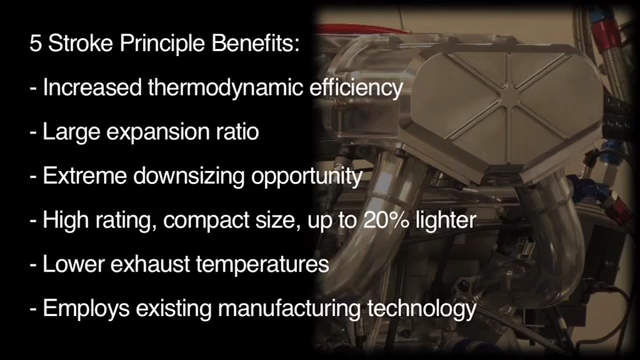 5 Stroke Principle Benefits:
- Increased thermodynamic efficiency
- Large expansion ratio
- Extreme downsizing opportunity
- High rating, compact size, up to 20% lighter
- Lower exhaust temperatures
- Employs existing manufacturing technology